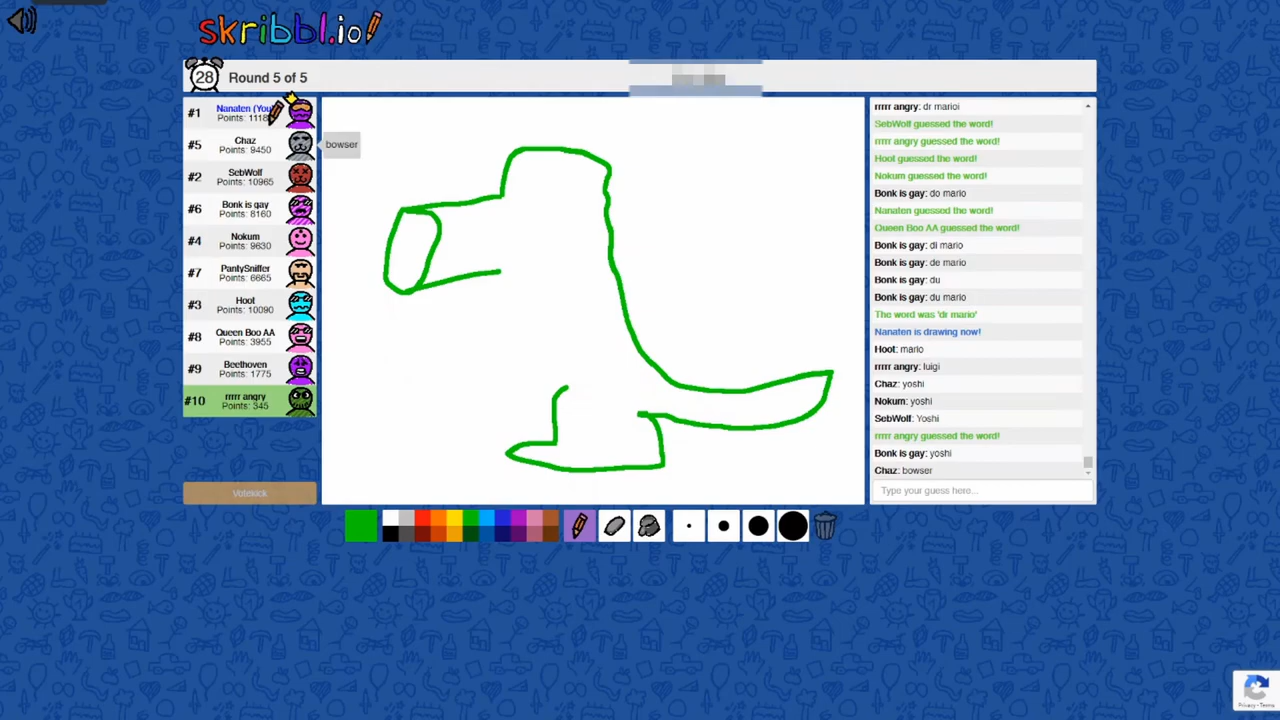 skribbl.io
28
Round 5 of 5
#1
Nanaten (You
Points: 1118
#5
Chaz
Points: 9450
bowser
#2
SebWolf
Points: 10965
#6
Bonk is gay
Points: 8160
#4
Nokum
Points: 9630
#7
PantySniffer
Points: 6665
#3
Hoot
Points: 10090
#8
Queen Boo AA
Points: 3955
#9
Beethoven
Points: 1775
#10
rrrrr angry
Points: 345
Votekick
rrrrr angry: dr marioi
SebWolf guessed the word!
rrrrr angry guessed the word!
Hoot guessed the word!
Nokum guessed the word!
Bonk is gay: do mario
Nanaten guessed the word!
Queen Boo AA guessed the word!
Bonk is gay: di mario
Bonk is gay: de mario
Bonk is gay: du
Bonk is gay: du mario
The word was 'dr mario'
Nanaten is drawing now!
Hoot: mario
rrrrr angry: luigi
Chaz: yoshi
Nokum: yoshi
SebWolf: Yoshi
rrrrr angry guessed the word!
Bonk is gay: yoshi
Chaz: bowser
Type your guess here...
Privacy - Terms